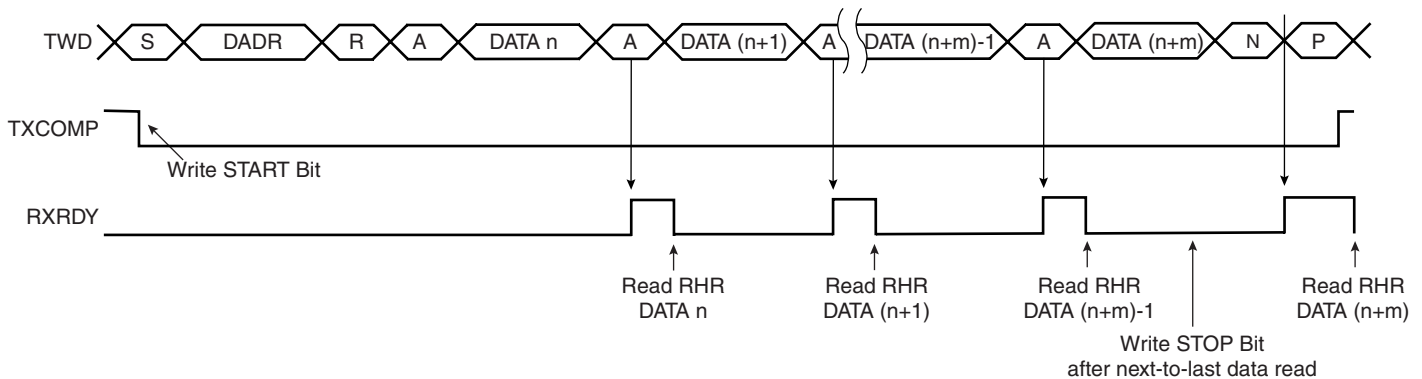 TWD S DADR R A DATA n A DATA (n+1) A DATA (n+m)-1 A DATA (n+m) N P
TXCOMP
Write START Bit
RXRDY
Read RHR
DATA n
Read RHR
DATA (n+1)
Read RHR
DATA (n+m)-1
Read RHR
DATA (n+m)
Write STOP Bit
after next-to-last data read